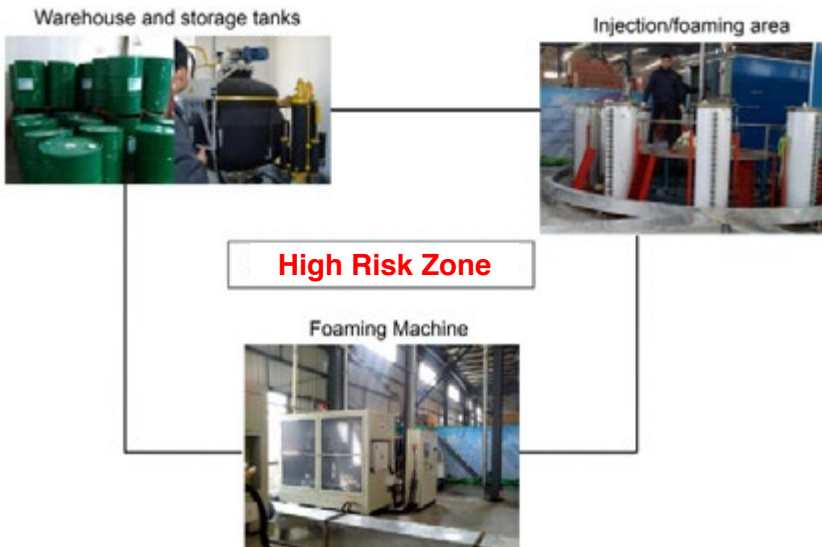 Warehouse and storage tanks
Injection/foaming area
High Risk Zone
Foaming Machine